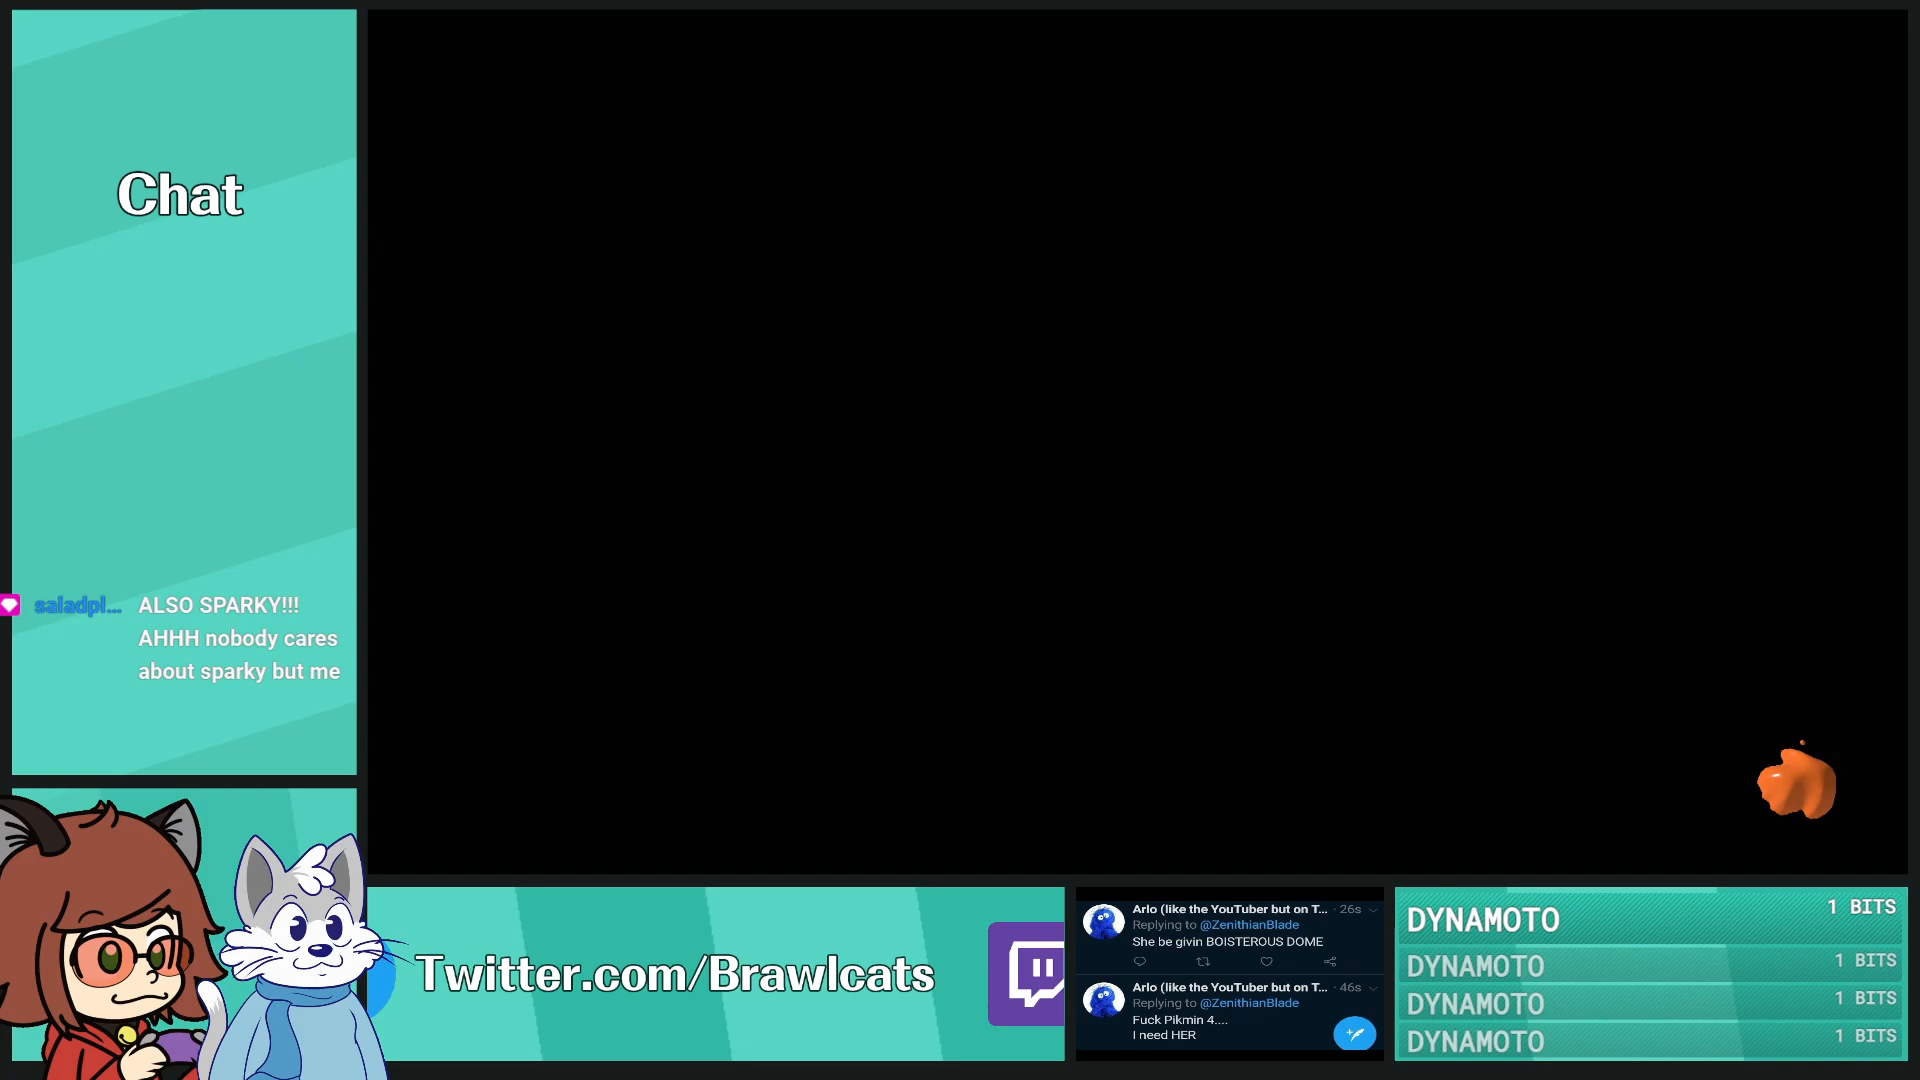 Chat
saladpl... ALSO SPARKY!!!
AHHH nobody cares
about sparky but me
Twitter.com/Brawlcats
Arlo (like the YouTuber but on T... · 26s
Replying to @ZenithianBlade
She be givin BOISTEROUS DOME
Arlo (like the YouTuber but on T... · 46s
Replying to @ZenithianBlade
Fuck Pikmin 4....
I need HER
DYNAMOTO 1 BITS
DYNAMOTO 1 BITS
DYNAMOTO 1 BITS
DYNAMOTO 1 BITS